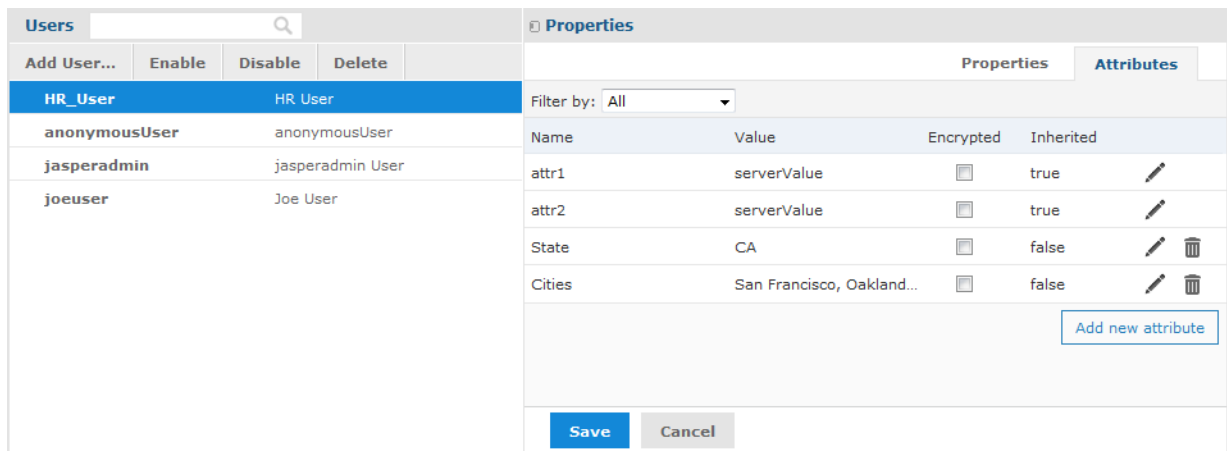 Users
Add User... Enable Disable Delete
HR_User HR User
anonymousUser anonymousUser
jasperadmin jasperadmin User
joeuser Joe User
Properties
Properties Attributes
Filter by: All
Name Value Encrypted Inherited
attr1 serverValue true
attr2 serverValue true
State CA false
Cities San Francisco, Oakland... false
Add new attribute
Save Cancel